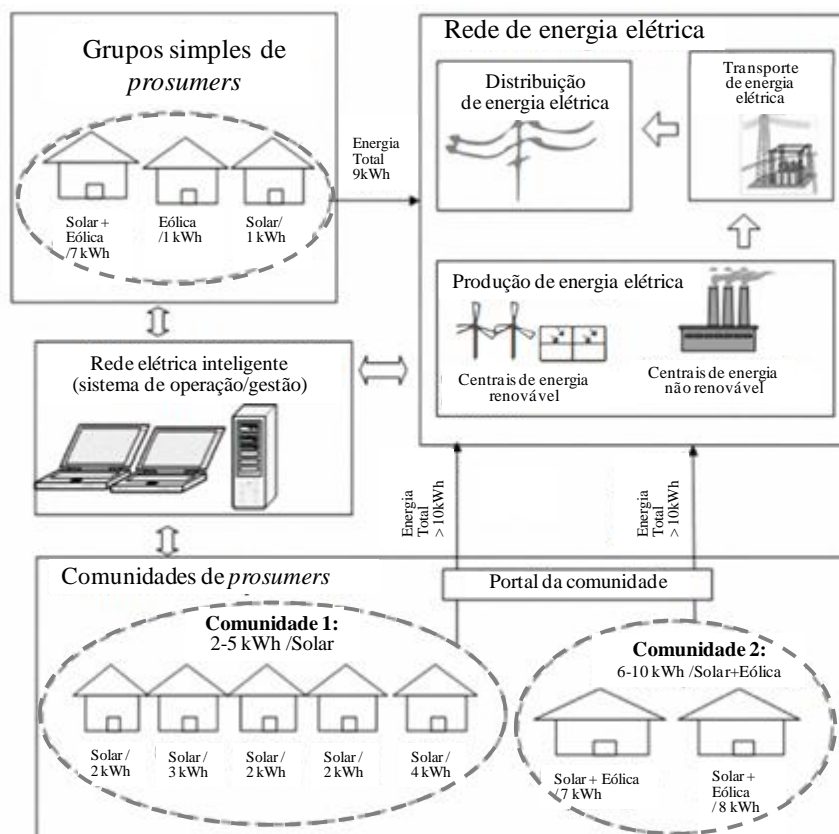 Grupos simples de
prosumers
Solar +
Eólica
/7 kWh
Eólica
/1 kWh
Solar/
1 kWh
Energia
Total
9kWh
Rede de energia elétrica
Distribuição
de energia elétrica
Transporte
de energia
elétrica
Produção de energia elétrica
Centrais de energia
renovável
Centrais de energia
não renovável
Rede elétrica inteligente
(sistema de operação/gestão)
Energia
Total
> 10kWh
Energia
Total
> 10kWh
Comunidades de prosumers
Portal da comunidade
Comunidade 1:
2-5 kWh /Solar
Solar /
2 kWh
Solar /
3 kWh
Solar /
2 kWh
Solar /
2 kWh
Solar /
4 kWh
Comunidade 2:
6-10 kWh /Solar+Eólica
Solar + Eólica
/7 kWh
Solar +
Eólica
/ 8 kWh